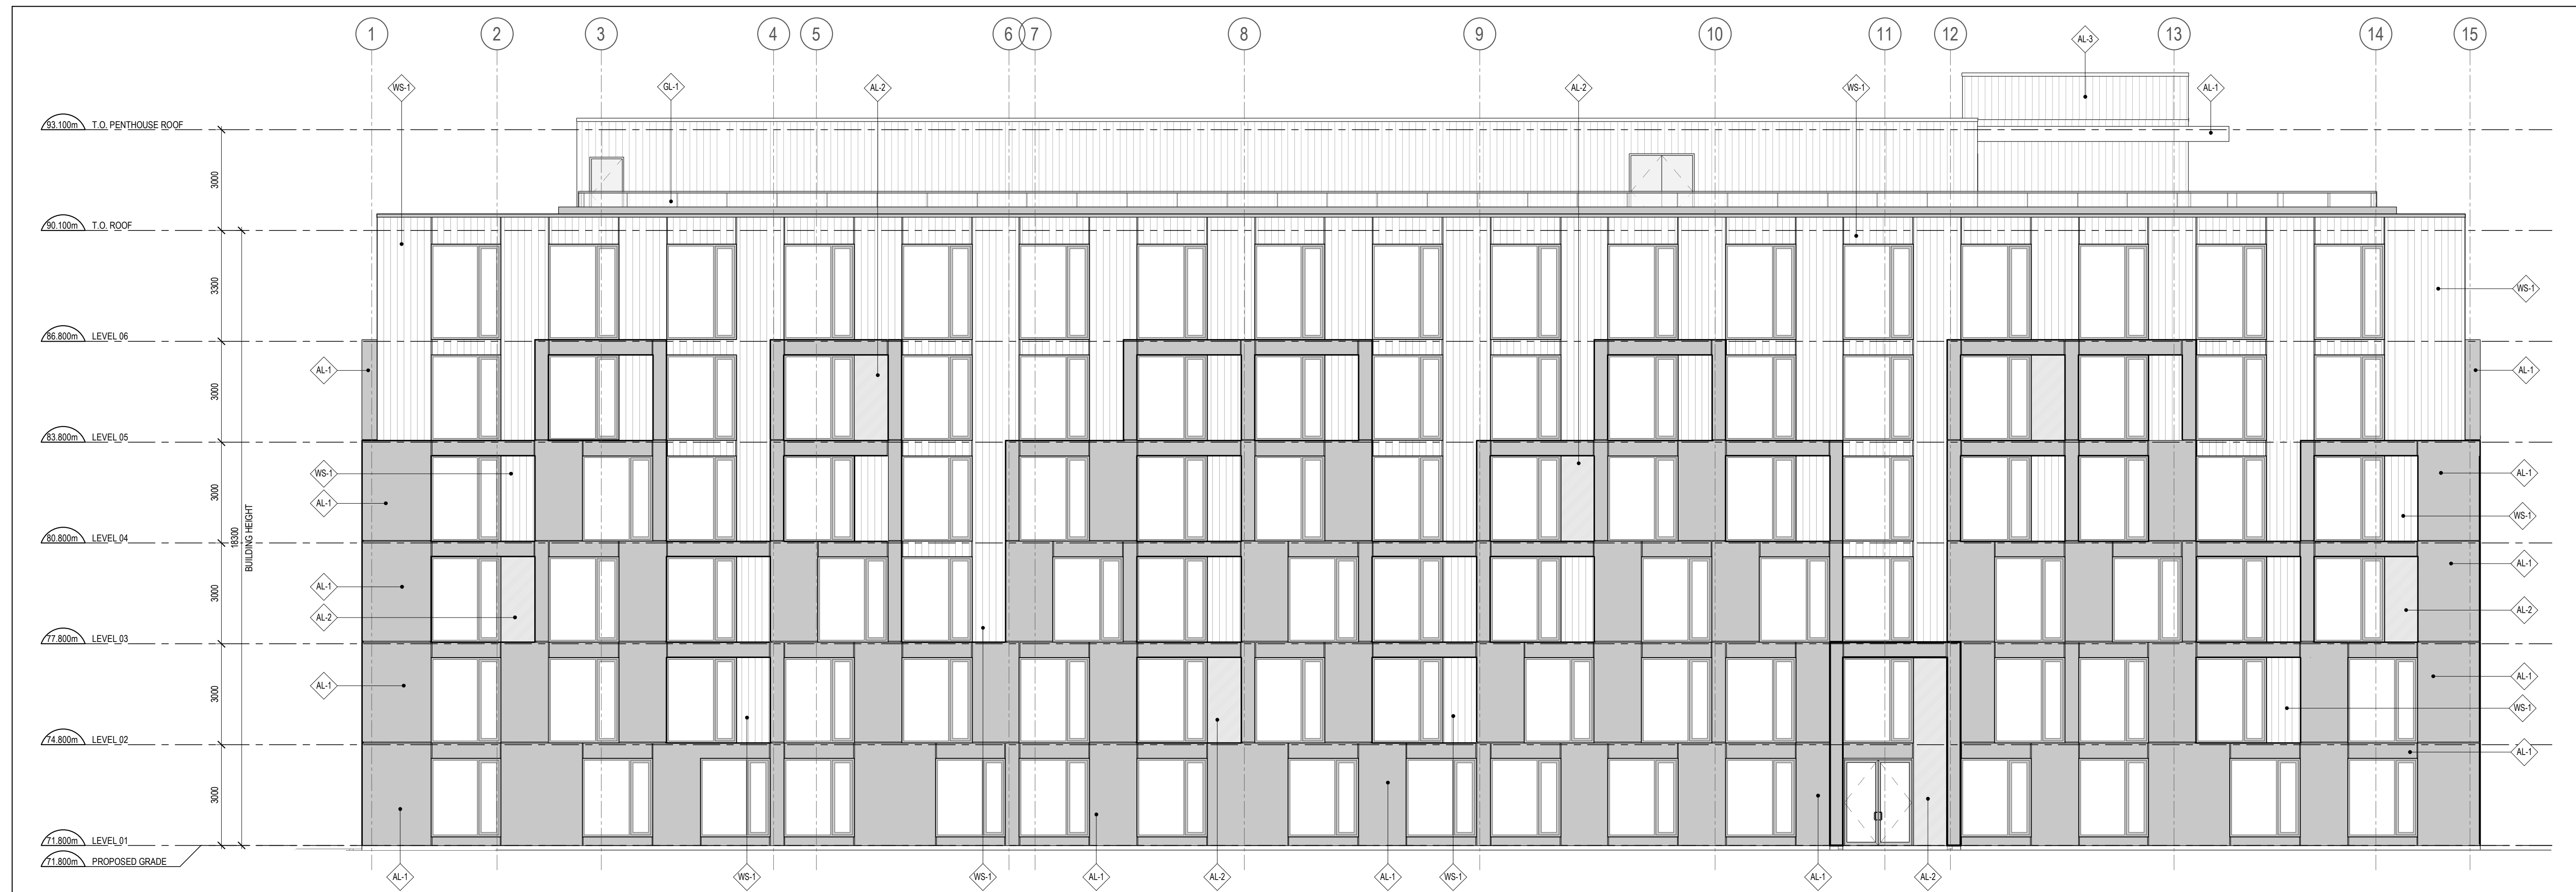 1 2 3 4 5 6 7 8 9 10 11 12 13 14 15
AL-3
WS-1 GL-1 AL-2 AL-2 WS-1 AL-1
93.100m T.O. PENTHOUSE ROOF
3000
90.100m T.O. ROOF
3300
WS-1
86.800m LEVEL 06
3000
AL-1 AL-1
83.800m LEVEL 05
3000
WS-1 AL-1
AL-1 WS-1
80.800m LEVEL 04
18300
BUILDING HEIGHT
3000
AL-1 AL-1
AL-2 AL-2
77.800m LEVEL 03
3000
AL-1 AL-1
WS-1
74.800m LEVEL 02
AL-1
3000
71.800m LEVEL 01
71.800m PROPOSED GRADE
AL-1 WS-1 WS-1 AL-1 AL-2 AL-1 WS-1 AL-1 AL-2